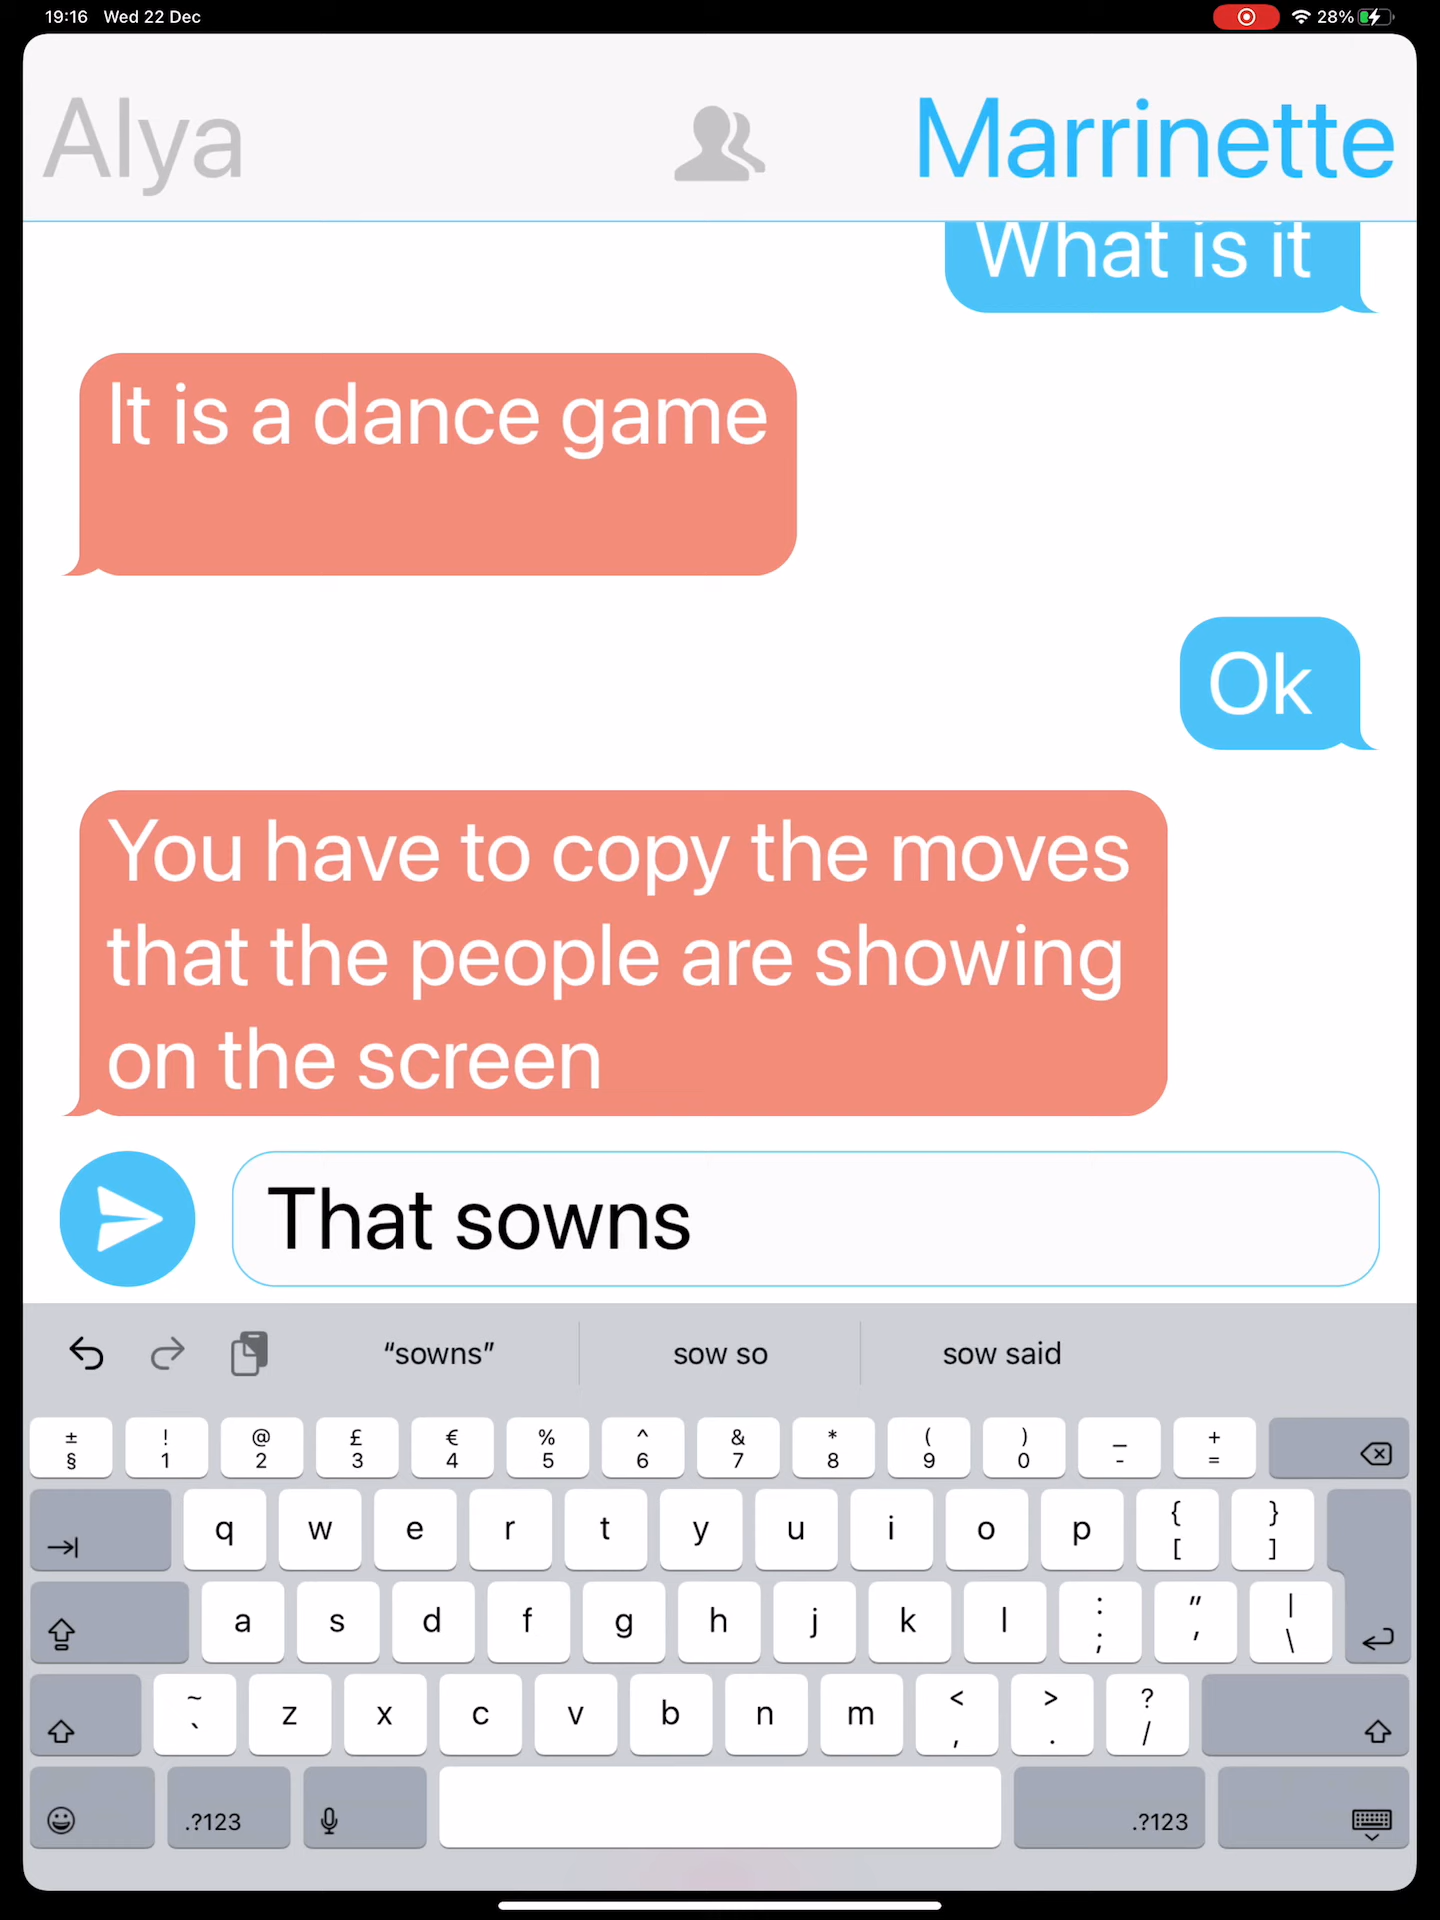 19:16 Wed 22 Dec 28%
Alya Marrinette
What is it
It is a dance game
Ok
You have to copy the moves
that the people are showing
on the screen
That sowns
“sowns” sow so sow said
± ! @ £ € % ^ & * ( ) _ +
§ 1 2 3 4 5 6 7 8 9 0 - =
q w e r t y u i o p { }
[ ]
a s d f g h j k l : " |
; ' \
~ z x c v b n m < > ?
` , . /
.?123 .?123